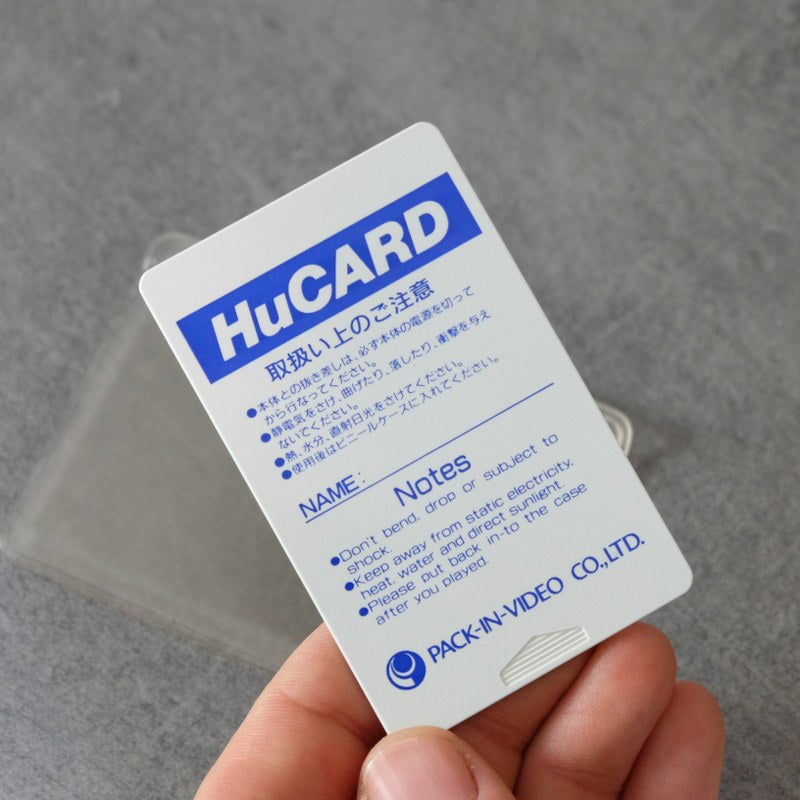 HuCARD
取扱い上のご注意
●本体との抜き差しは、必ず本体の電源を切って
から行なってください。
●静電気をさけ、曲げたり、落したり、衝撃を与え
ないでください。
●熱、水分、直射日光をさけてください。
●使用後はビニールケースに入れてください。
NAME:
Notes
●Don't bend, drop or subject to
shock.
●Keep away from static electricity,
heat, water and direct sunlight.
●Please put back in-to the case
after you played.
PACK-IN-VIDEO CO.,LTD.